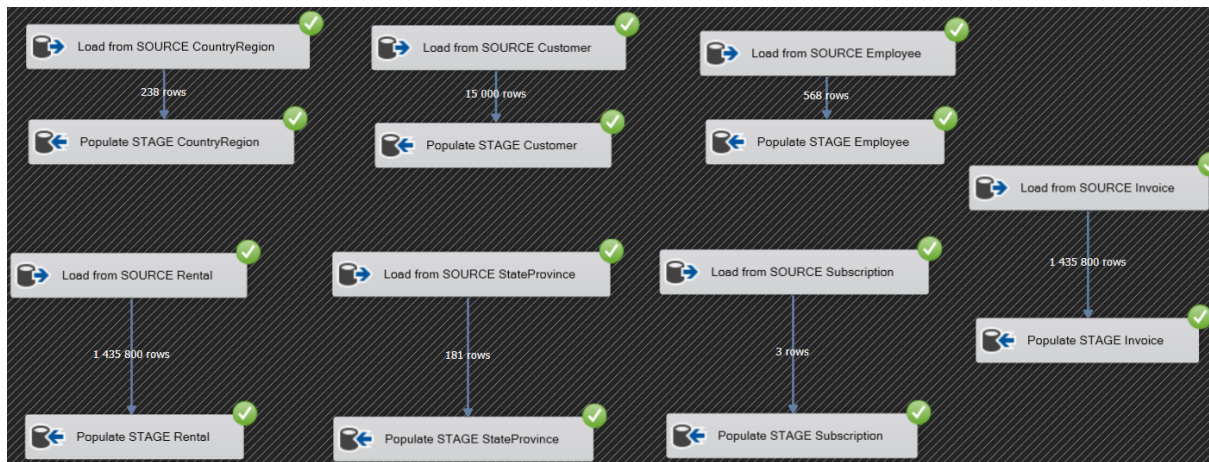 Load from SOURCE CountryRegion
238 rows
Populate STAGE CountryRegion
Load from SOURCE Customer
15 000 rows
Populate STAGE Customer
Load from SOURCE Employee
568 rows
Populate STAGE Employee
Load from SOURCE Invoice
1 435 800 rows
Populate STAGE Invoice
Load from SOURCE Rental
1 435 800 rows
Populate STAGE Rental
Load from SOURCE StateProvince
181 rows
Populate STAGE StateProvince
Load from SOURCE Subscription
3 rows
Populate STAGE Subscription